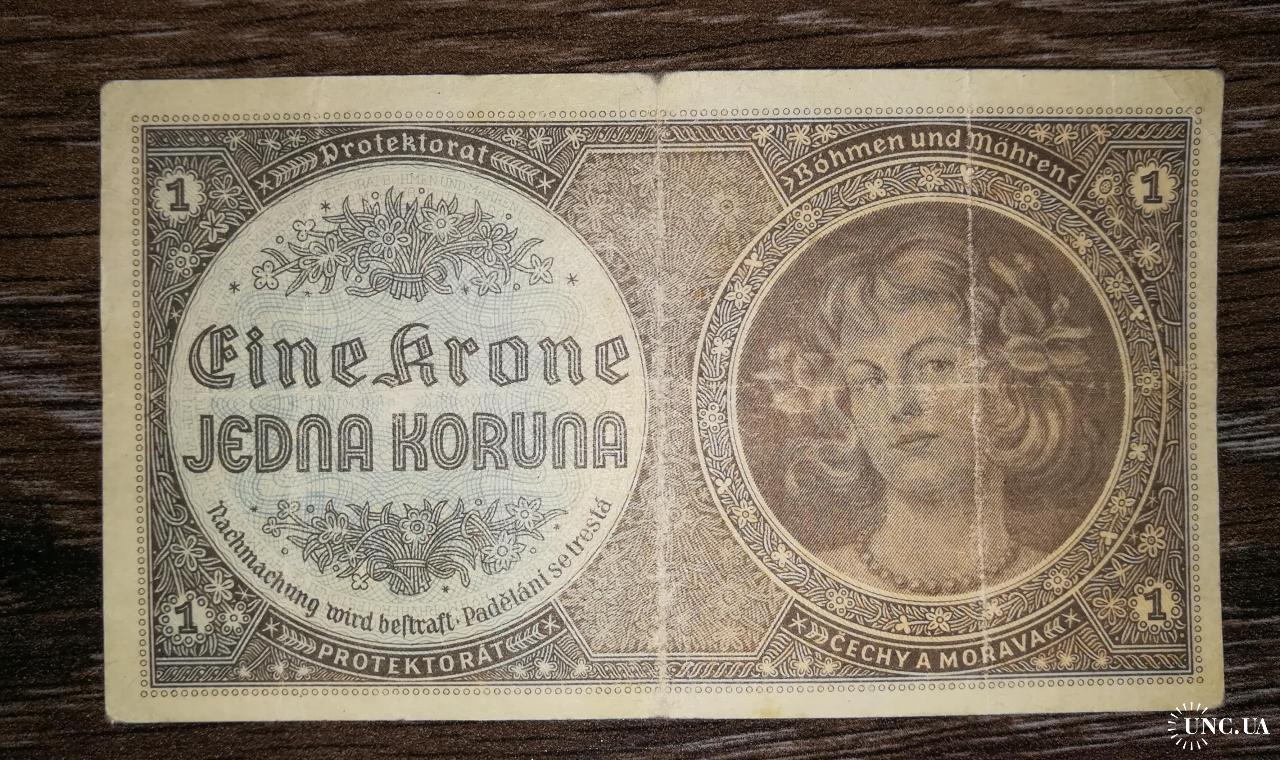 Protektorat
Böhmen und Mähren
1
1
Eine Krone
JEDNA KORUNA
Nachmachung wird beſtraft · Padělání se trestá
1
1
PROTEKTORÁT
ČECHY A MORAVA
UNC.UA